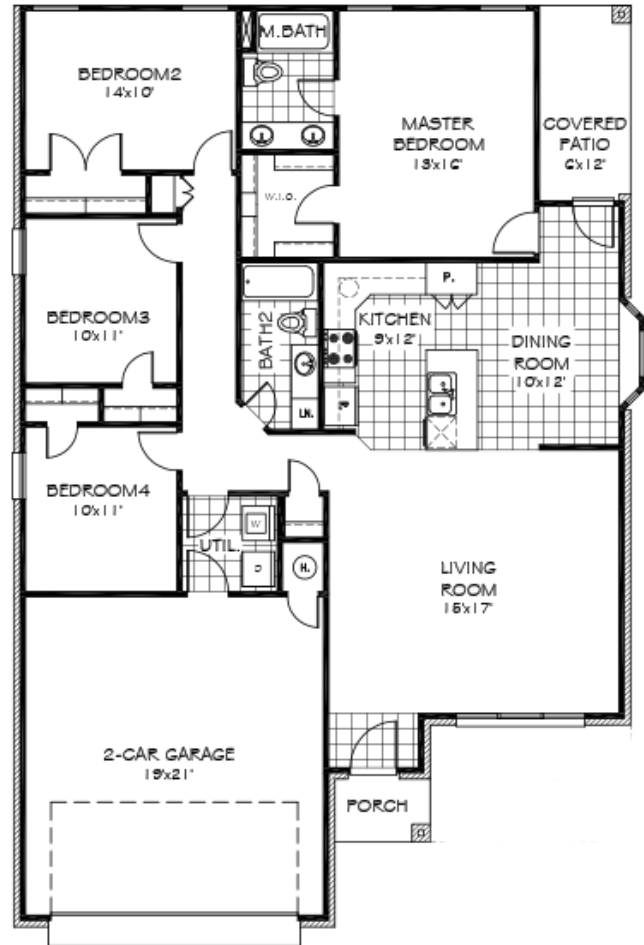 M.BATH
BEDROOM2
14'x10'
MASTER
BEDROOM
13'x16'
COVERED
PATIO
6'x12'
W.I.C.
P.
BEDROOM3
10'x11'
BATH2
KITCHEN
9'x12'
DINING
ROOM
10'x12'
LN.
R.
BEDROOM4
10'x11'
W
UTIL.
D
H.
LIVING
ROOM
15'x17'
2-CAR GARAGE
19'x21'
PORCH